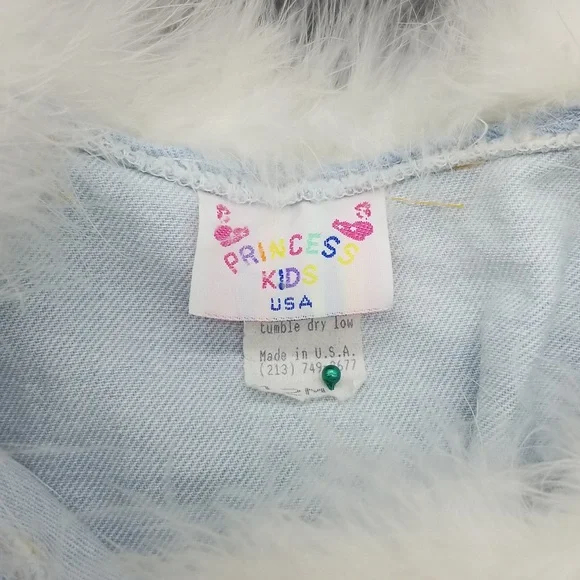 PRINCESS
KIDS
USA
tumble dry low
Made in U.S.A.
(213) 749